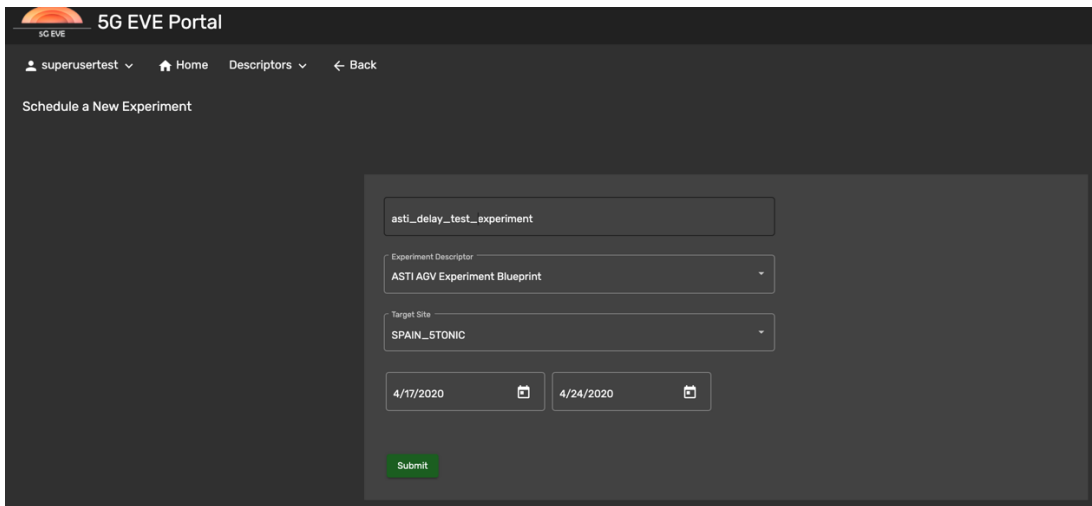 5G EVE Portal
5G EVE
superusertest Home Descriptors Back
Schedule a New Experiment
asti_delay_test_experiment
Experiment Descriptor
ASTI AGV Experiment Blueprint
Target Site
SPAIN_5TONIC
4/17/2020 4/24/2020
Submit